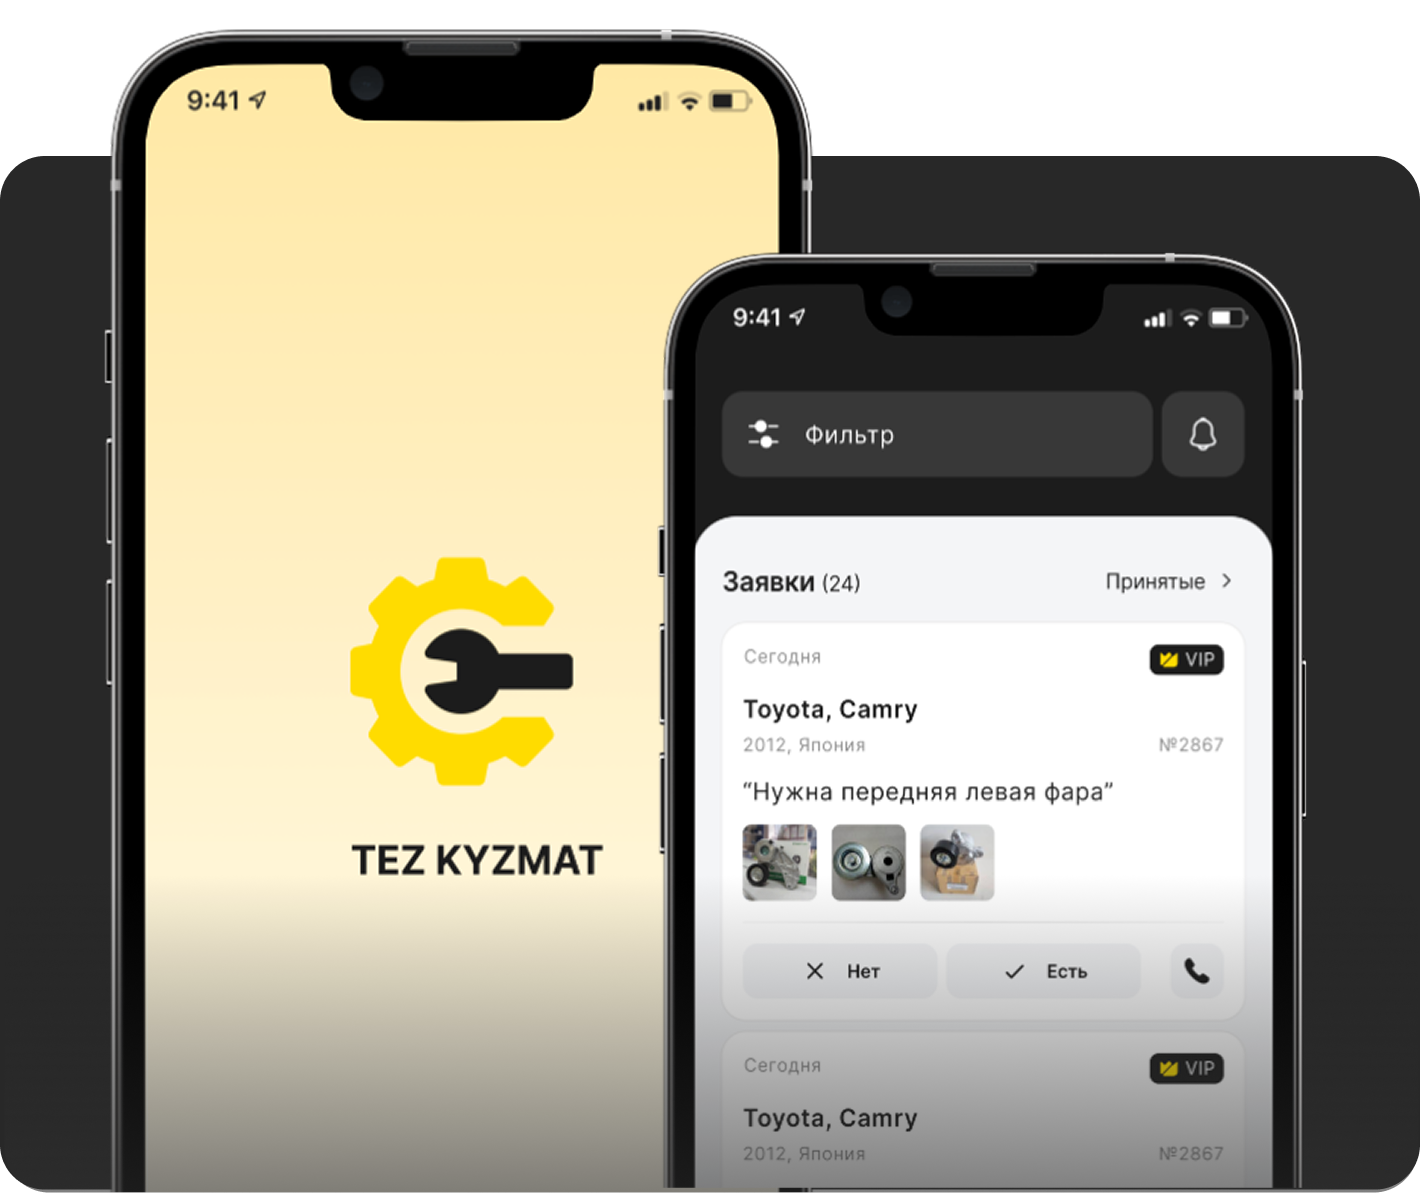 9:41
TEZ KYZMAT
9:41
Фильтр
Заявки (24)
Принятые
Сегодня
VIP
Toyota, Camry
2012, Япония
№2867
“Нужна передняя левая фара”
Нет
Есть
Сегодня
VIP
Toyota, Camry
2012, Япония
№2867